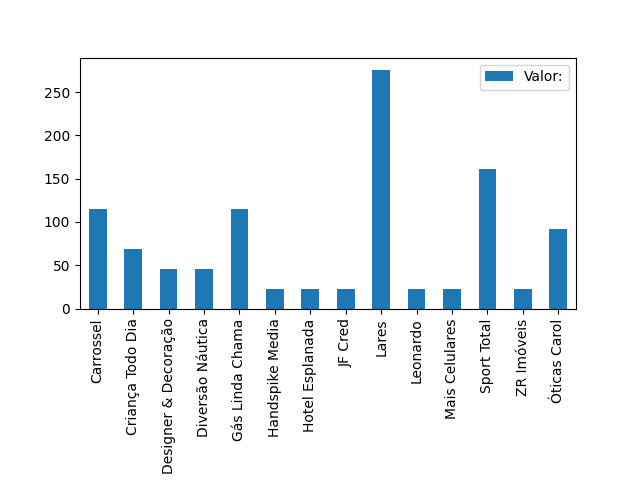 Valor:
250
200
150
100
50
0
Carrossel
Criança Todo Dia
Designer & Decoração
Diversão Náutica
Gás Linda Chama
Handspike Media
Hotel Esplanada
JF Cred
Lares
Leonardo
Mais Celulares
Sport Total
ZR Imóveis
Óticas Carol